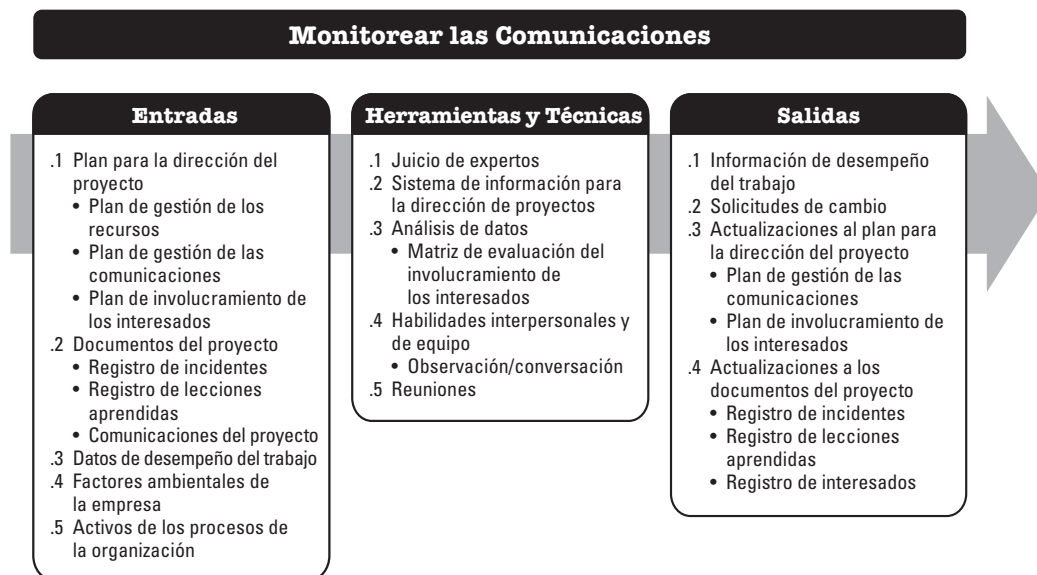 Monitorear las Comunicaciones
Entradas
.1 Plan para la dirección del
proyecto
• Plan de gestión de los
recursos
• Plan de gestión de las
comunicaciones
• Plan de involucramiento de
los interesados
.2 Documentos del proyecto
• Registro de incidentes
• Registro de lecciones
aprendidas
• Comunicaciones del proyecto
.3 Datos de desempeño del trabajo
.4 Factores ambientales de
la empresa
.5 Activos de los procesos de
la organización
Herramientas y Técnicas
.1 Juicio de expertos
.2 Sistema de información para
la dirección de proyectos
.3 Análisis de datos
• Matriz de evaluación del
involucramiento de
los interesados
.4 Habilidades interpersonales y
de equipo
• Observación/conversación
.5 Reuniones
Salidas
.1 Información de desempeño
del trabajo
.2 Solicitudes de cambio
.3 Actualizaciones al plan para
la dirección del proyecto
• Plan de gestión de las
comunicaciones
• Plan de involucramiento de
los interesados
.4 Actualizaciones a los
documentos del proyecto
• Registro de incidentes
• Registro de lecciones
aprendidas
• Registro de interesados